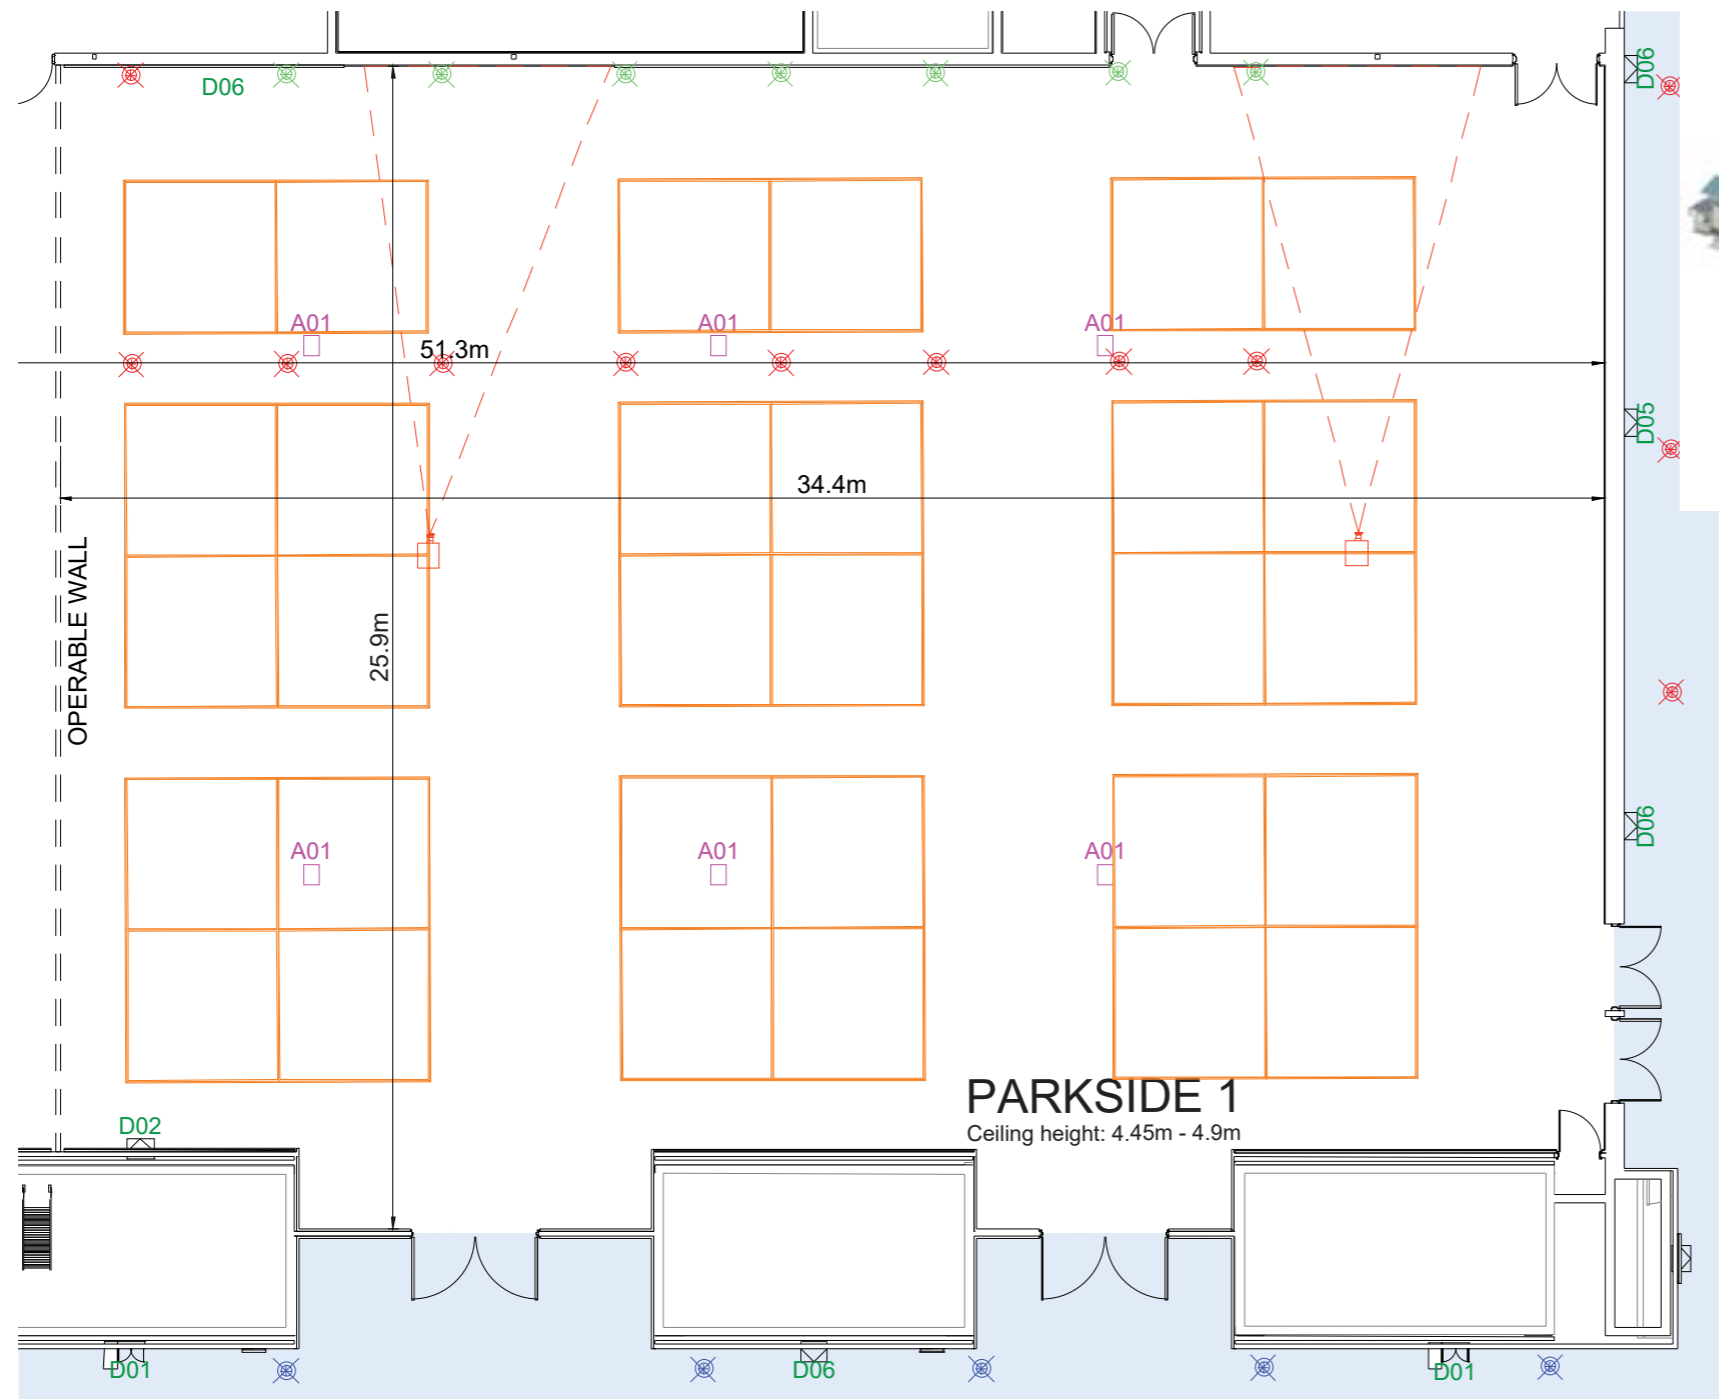 D06
D06
A01
A01
A01
51.3m
D05
34.4m
OPERABLE WALL
25.9m
D06
A01
A01
A01
PARKSIDE 1
Ceiling height: 4.45m - 4.9m
D02
D01
D06
D01